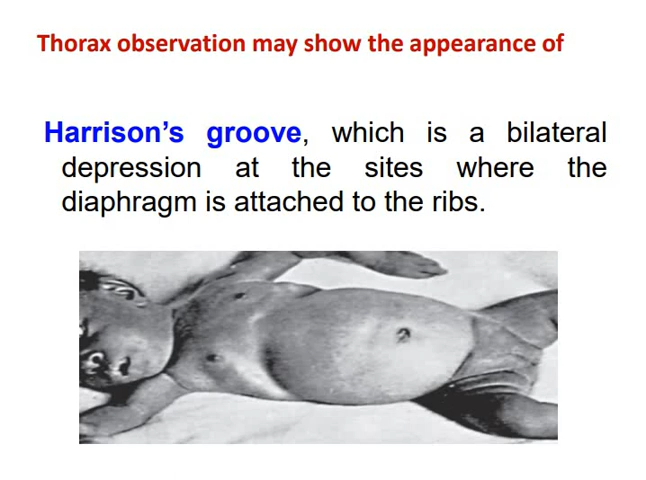 Thorax observation may show the appearance of
Harrison’s groove, which is a bilateral
depression at the sites where the
diaphragm is attached to the ribs.